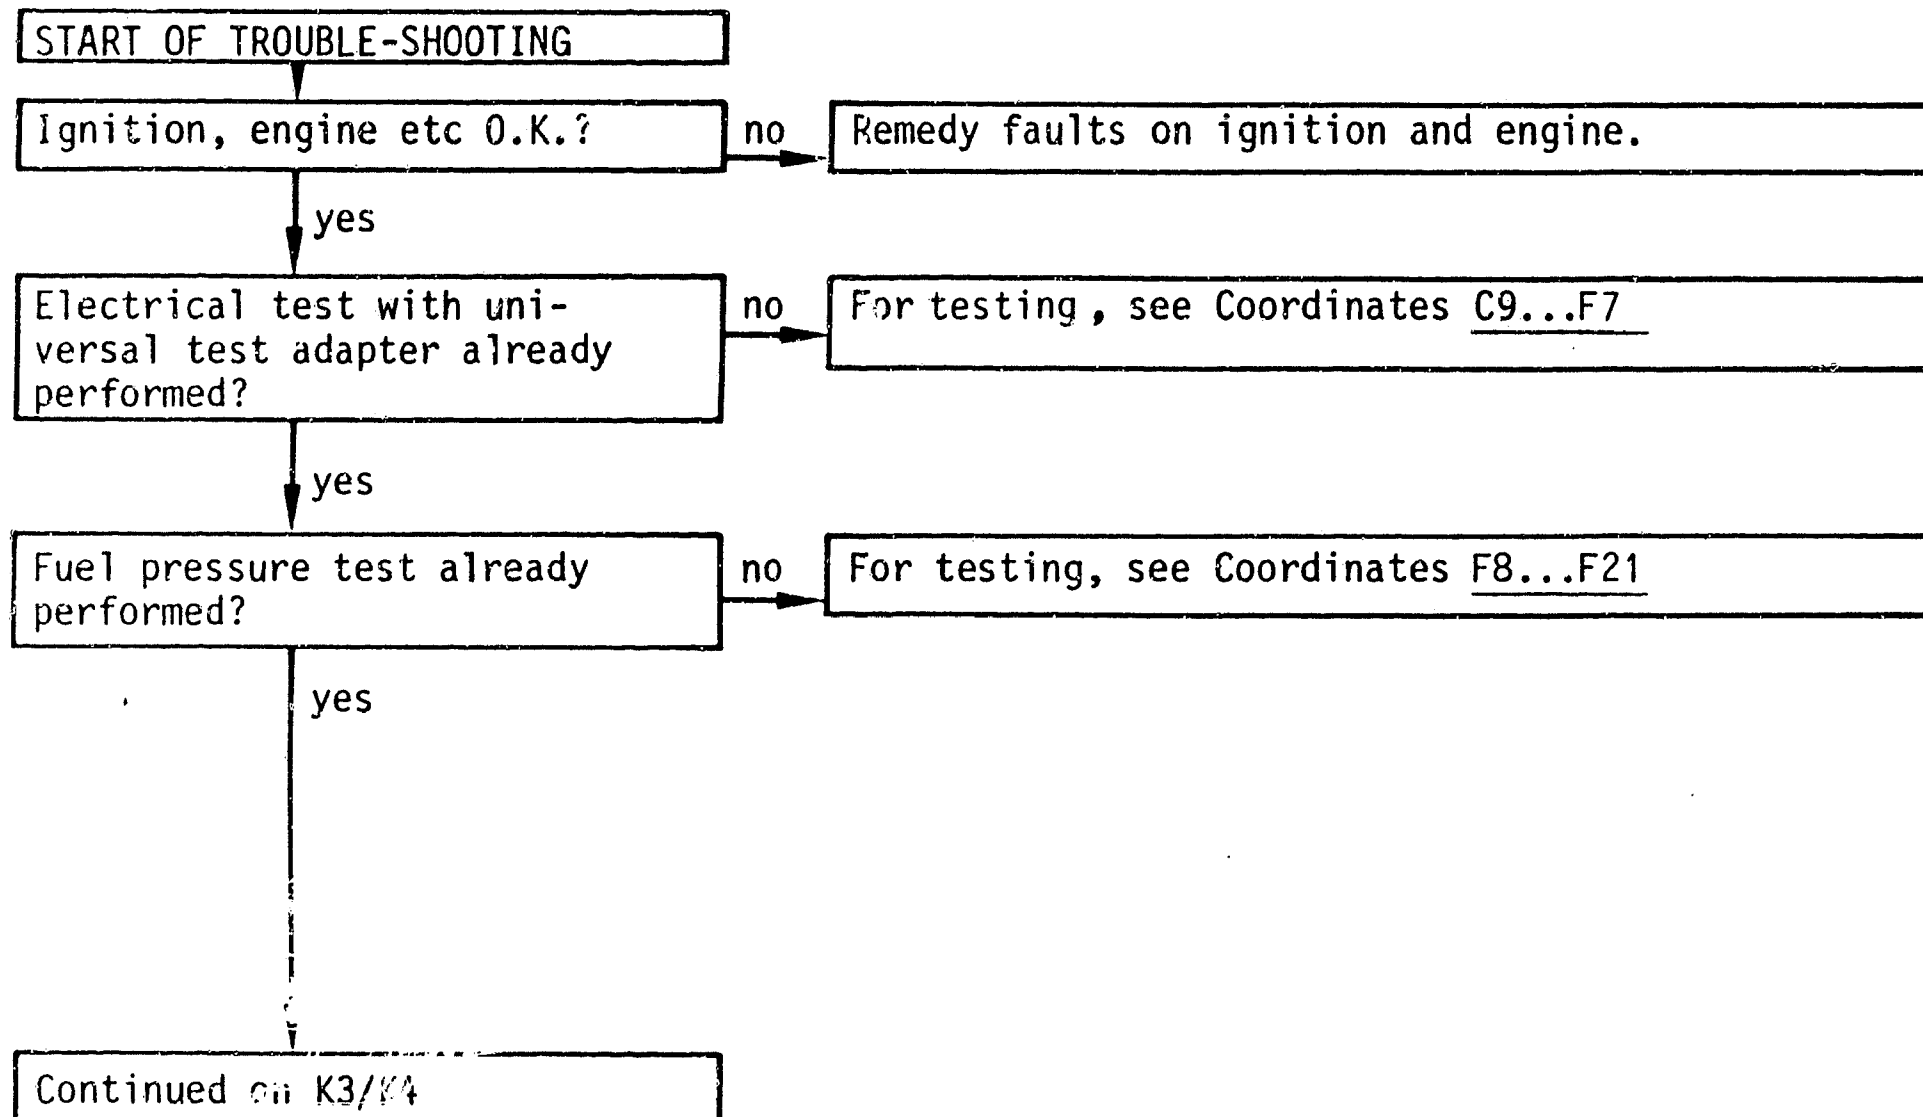 START OF TROUBLE-SHOOTING
Ignition, engine etc O.K.?
no
Remedy faults on ignition and engine.
yes
Electrical test with uni-
versal test adapter already
performed?
no
For testing, see Coordinates C9...F7
yes
Fuel pressure test already
performed?
no
For testing, see Coordinates F8...F21
yes
Continued on K3/K4